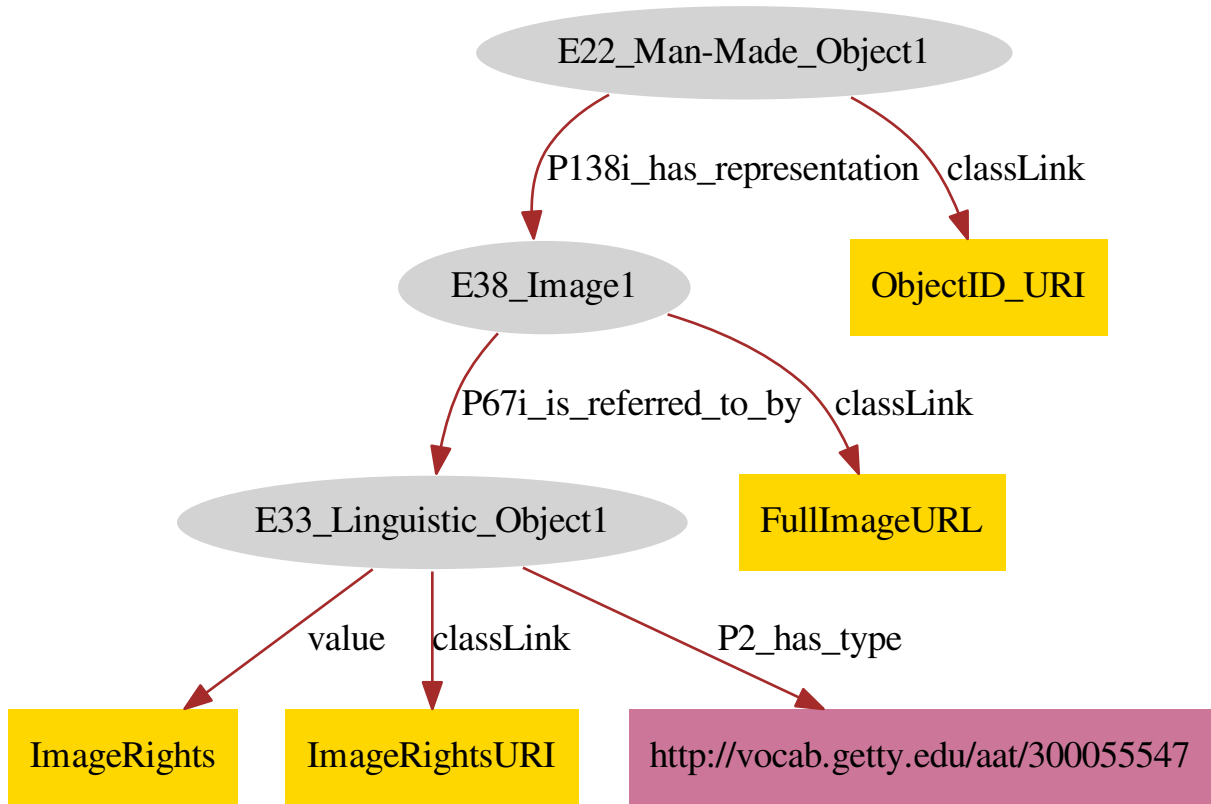 E22_Man-Made_Object1
P138i_has_representation
classLink
E38_Image1
ObjectID_URI
P67i_is_referred_to_by
classLink
E33_Linguistic_Object1
FullImageURL
value
classLink
P2_has_type
ImageRights
ImageRightsURI
http://vocab.getty.edu/aat/300055547